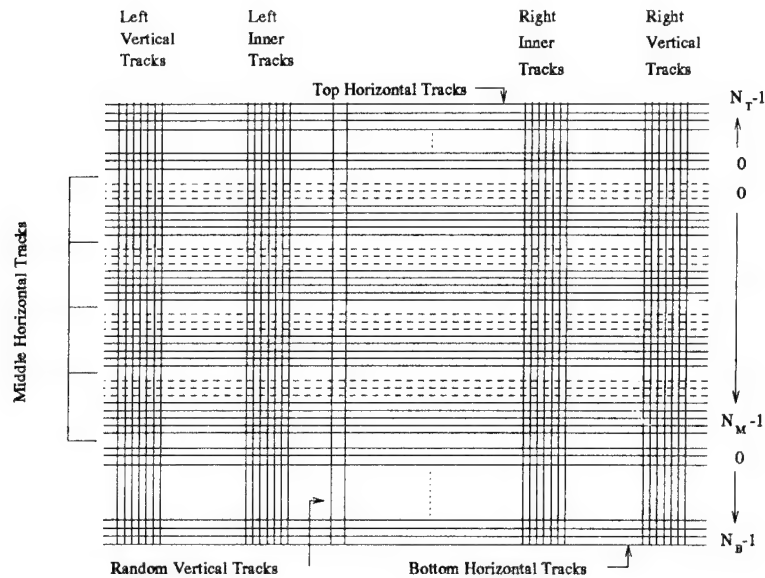 Left
Vertical
Tracks
Left
Inner
Tracks
Right
Inner
Tracks
Right
Vertical
Tracks
Top Horizontal Tracks
N_T-1
0
0
Middle Horizontal Tracks
N_M-1
0
N_B-1
Random Vertical Tracks
Bottom Horizontal Tracks